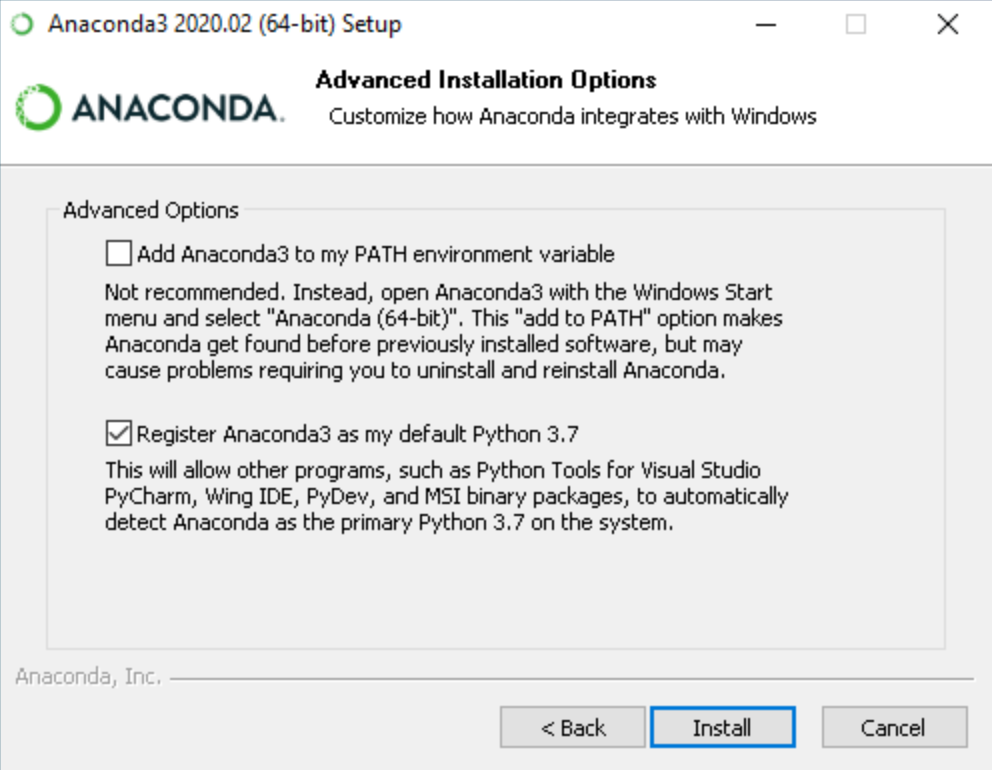 Anaconda3 2020.02 (64-bit) Setup
ANACONDA.
Advanced Installation Options
Customize how Anaconda integrates with Windows
Advanced Options
Add Anaconda3 to my PATH environment variable
Not recommended. Instead, open Anaconda3 with the Windows Start
menu and select "Anaconda (64-bit)". This "add to PATH" option makes
Anaconda get found before previously installed software, but may
cause problems requiring you to uninstall and reinstall Anaconda.
Register Anaconda3 as my default Python 3.7
This will allow other programs, such as Python Tools for Visual Studio
PyCharm, Wing IDE, PyDev, and MSI binary packages, to automatically
detect Anaconda as the primary Python 3.7 on the system.
Anaconda, Inc.
< Back
Install
Cancel